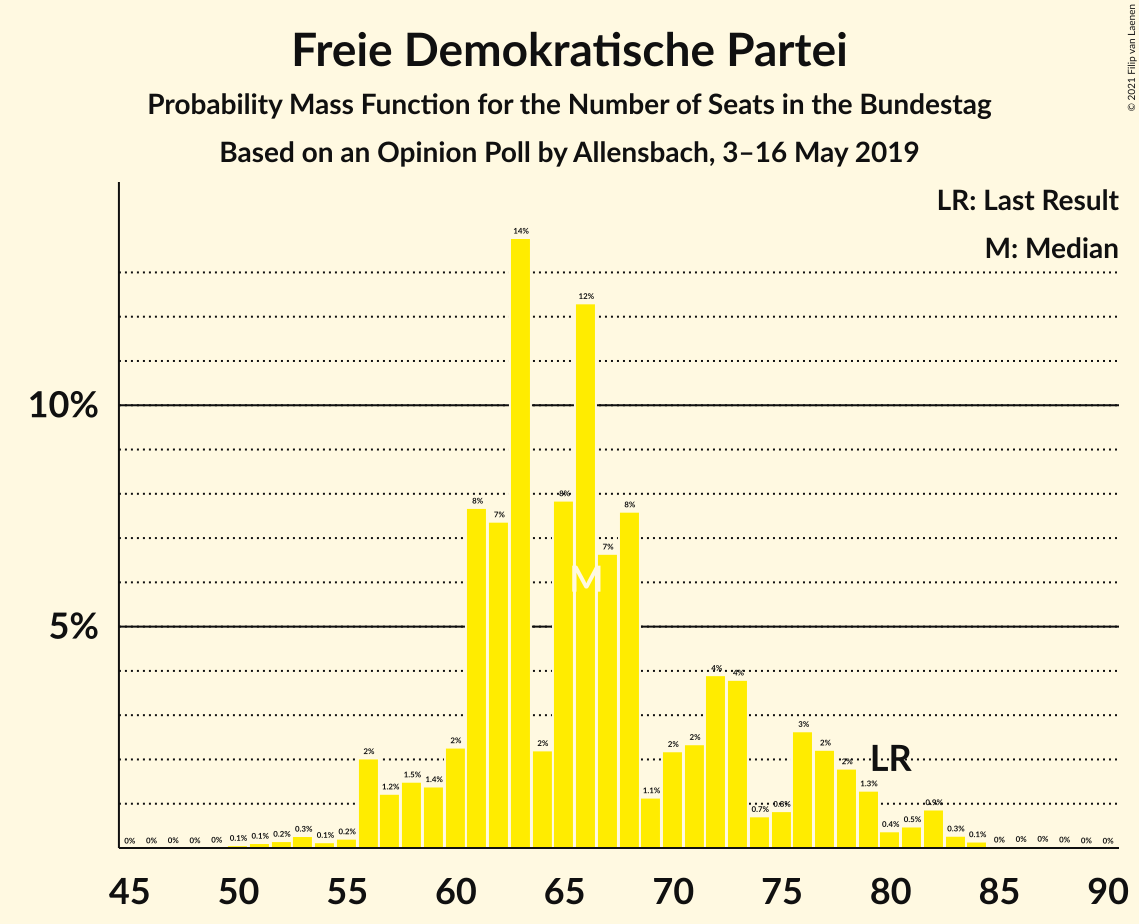 Freie Demokratische Partei
Probability Mass Function for the Number of Seats in the Bundestag
Based on an Opinion Poll by Allensbach, 3–16 May 2019
© 2021 Filip van Laenen
LR: Last Result
M: Median
10%
5%
0% 0% 0% 0% 0% 0.1% 0.1% 0.2% 0.3% 0.1% 0.2% 2% 1.2% 1.5% 1.4% 2% 8% 7% 14% 2% 8% 12% 7% 8% 1.1% 2% 2% 4% 4% 0.7% 0.8% 3% 2% 2% 1.3% 0.4% 0.5% 0.9% 0.3% 0.1% 0% 0% 0% 0% 0% 0%
M
LR
45 50 55 60 65 70 75 80 85 90